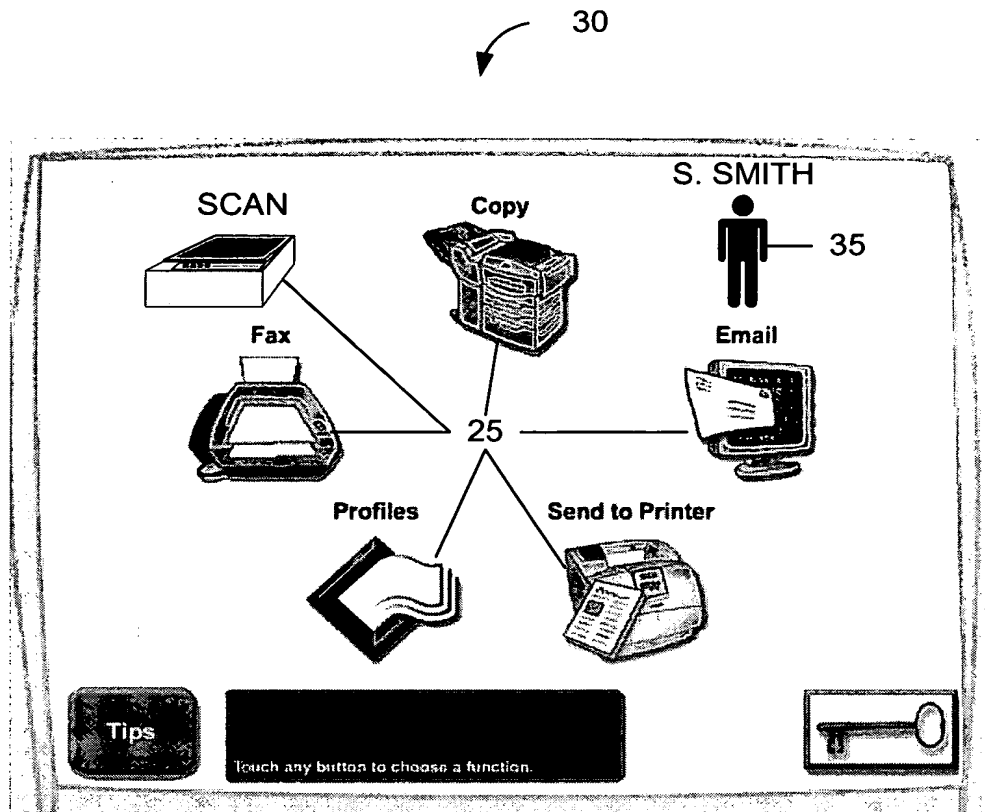 30
S. SMITH
SCAN
Copy
35
Fax
Email
25
Profiles
Send to Printer
Tips
Touch any button to choose a function.